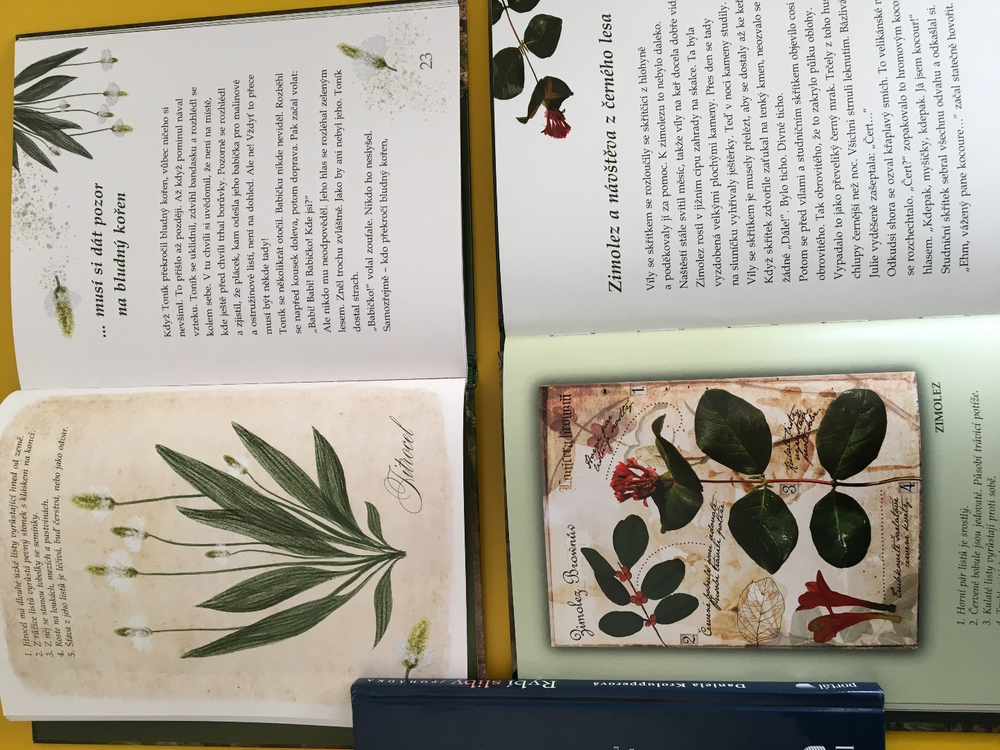 1. Jitrocel má dlouhé úzké listy vyrůstající hned od země.
2. Z růžice listů vyrůstá pevný stonek s kláskem na konci.
3. Z něj se stanou tobolky se semínky.
4. Roste na loukách, mezích a pastvinách.
5. Šťáva z jeho listů je léčivá, buď čerstvá, nebo jako odvar.
Jitrocel
... musí si dát pozor
na bludný kořen
Když Toník překročil bludný kořen, vůbec ničeho si
nevšiml. To přišlo až později. Až když pominul nával
vzteku. Toník se uklidnil, zdvihl bandasku a rozhlédl se
kolem sebe. V tu chvíli si uvědomil, že není na místě,
kde ještě před chvílí trhal borůvky. Pozorně se rozhlédl
a zjistil, že plácek, kam odešla jeho babička pro malinové
a ostružinové listí, není na dohled. Ale ne! Vždyť to přece
musí být někde tady!
Toník se několikrát otočil. Babičku nikde neviděl. Rozběhl
se napřed kousek doleva, potom doprava. Pak začal volat:
„Babi! Babi! Babičko! Kde jsi?“
Ale nikdo mu neodpověděl. Jeho hlas se rozléhal zeleným
lesem. Zněl trochu zvláštně. Jako by ani nebyl jeho. Toník
dostal strach.
„Babičko!“ volal zoufale. Nikdo ho neslyšel.
Samozřejmě – kdo překročí bludný kořen,
23
Zimolez Brownův
Lonicera brownii
1.
Horní pár
listů je srostlý.
2.
Červené bobule jsou jedovaté.
Působí trávicí potíže.
3.
Kulaté listy
vyrůstají
proti sobě.
4.
Trubkovité šarlatově
červené květy.
ZIMOLEZ
1. Horní pár listů je srostlý.
2. Červené bobule jsou jedovaté. Působí trávicí potíže.
3. Kulaté listy vyrůstají proti sobě.
Zimolez a návštěva z černého lesa
Víly se skřítkem se rozloučily se skřítčicí z hlohyně
a poděkovaly jí za pomoc. K zimolezu to nebylo daleko.
Naštěstí stále svítil měsíc, takže víly na keř docela dobře vid
Zimolez rostl v jižním cípu zahrady na skalce. Ta byla
vyzdobená velkými plochými kameny. Přes den se tady
na sluníčku vyhřívaly ještěrky. Teď v noci kameny studily.
Víly se skřítkem je musely přelézt, aby se dostaly až ke keř
Když skřítek zdvořile zaťukal na tenký kmen, neozvalo se
žádné „Dále!“. Bylo ticho. Divné ticho.
Potom se před vílami a studničním skřítkem objevilo cosi
obrovitého. Tak obrovitého, že to zakrylo půlku oblohy.
Vypadalo to jako převeliký černý mrak. Trčely z toho hus
chlupy černější než noc. Všichni strnuli leknutím. Bázlivá
Julie vyděšeně zašeptala: „Čert…“
Odkudsi shora se ozval křaplavý smích. To velikánské n
se rozchechtalo. „Čert?“ zopakovalo to hromovým koco
hlasem. „Kdepak, myšičky, kdepak. Já jsem kocour!“
Studniční skřítek sebral všechnu odvahu a odkašlal si.
„Ehm, vážený pane kocoure…“ začal statečně hovořit.
Rybí sliby
/POHÁDKA
Daniela Krolupperová
portál